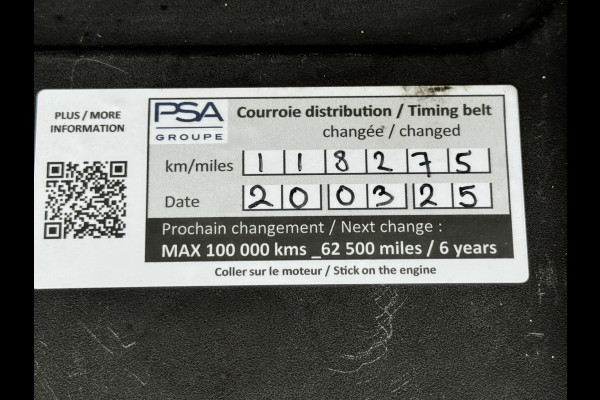 PLUS / MORE
INFORMATION
PSA
GROUPE
Courroie distribution / Timing belt
changée / changed
km/miles 118275
Date 200325
Prochain changement / Next change :
MAX 100 000 kms _62 500 miles / 6 years
Coller sur le moteur / Stick on the engine